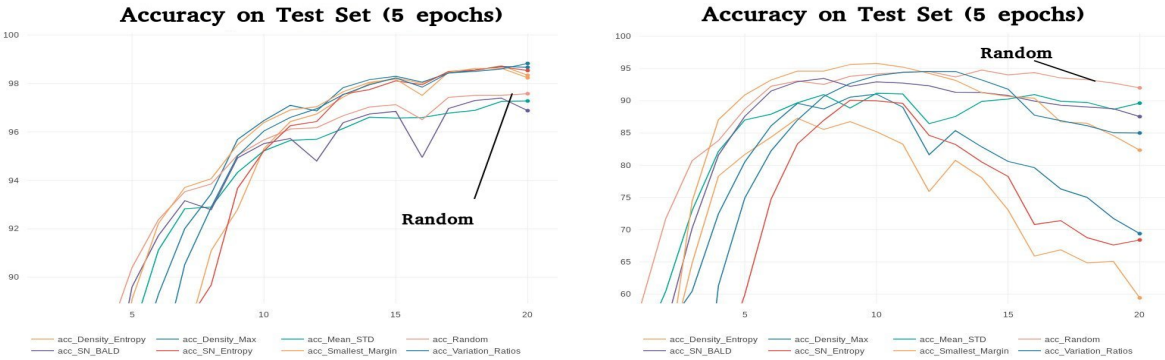 Accuracy on Test Set (5 epochs)
100
98
96
94
92
90
5
10
15
20
Random
acc_Density_Entropy
acc_Density_Max
acc_Mean_STD
acc_Random
acc_SN_BALD
acc_SN_Entropy
acc_Smallest_Margin
acc_Variation_Ratios
Accuracy on Test Set (5 epochs)
100
95
90
85
80
75
70
65
60
5
10
15
20
Random
acc_Density_Entropy
acc_Density_Max
acc_Mean_STD
acc_Random
acc_SN_BALD
acc_SN_Entropy
acc_Smallest_Margin
acc_Variation_Ratios